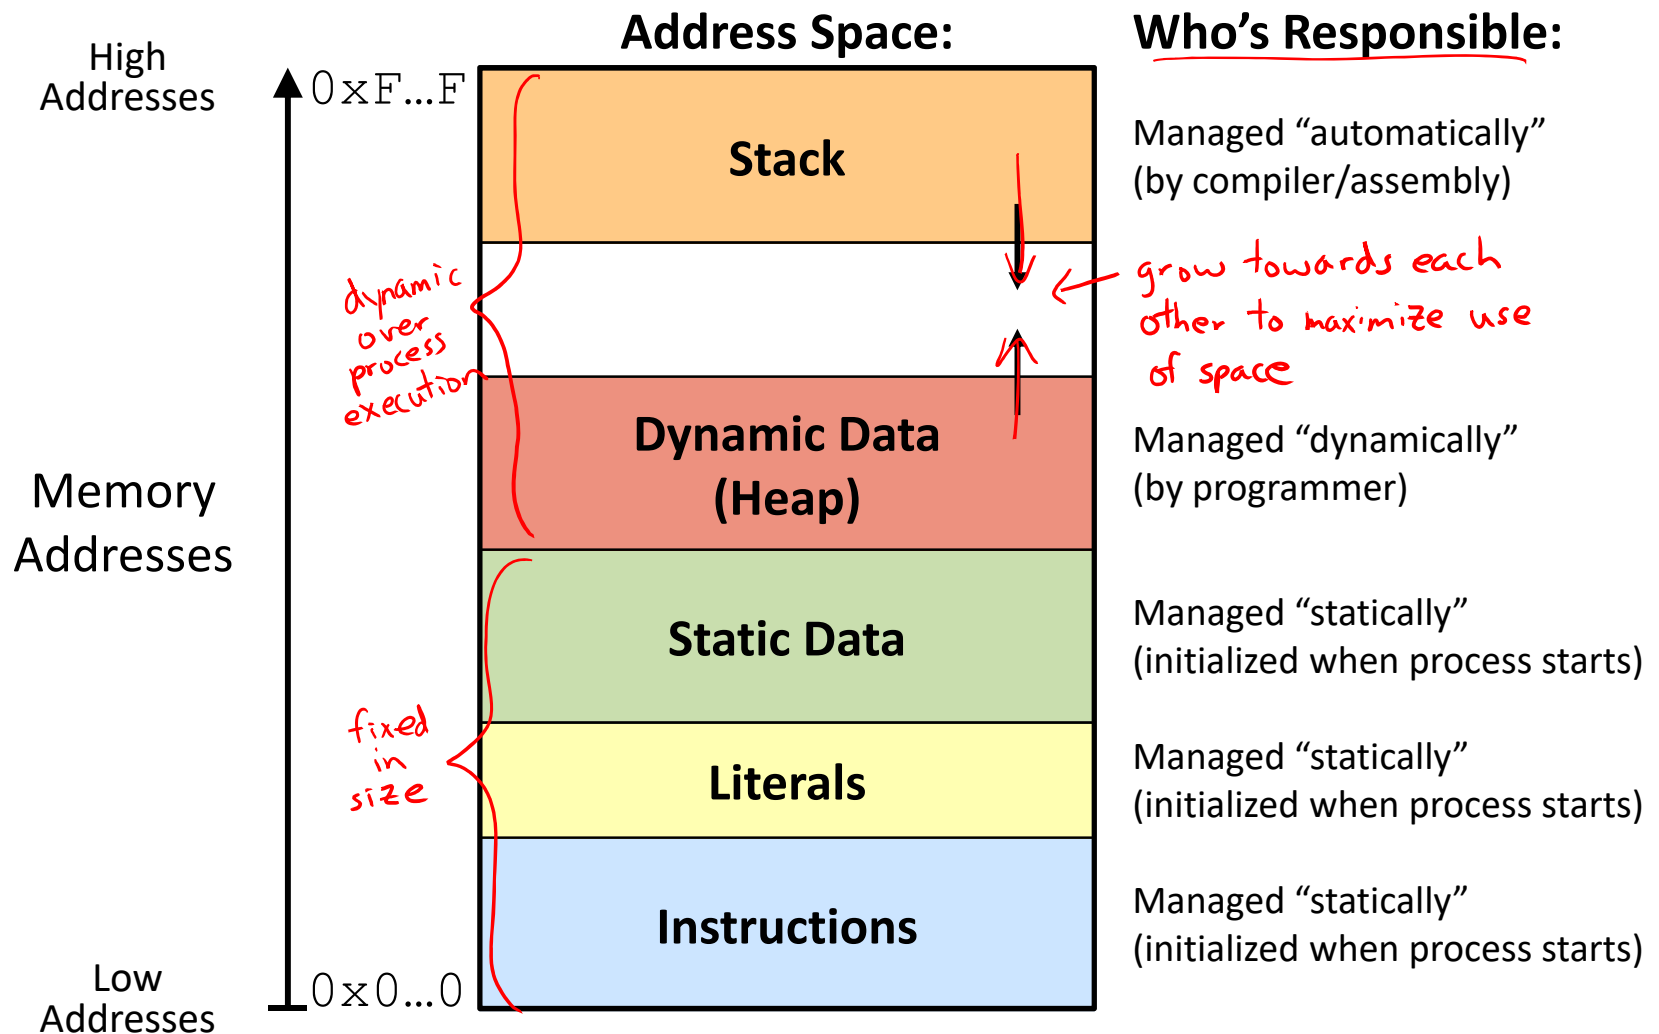 Address Space:
Who's Responsible:
High
Addresses
0xF…F
Stack
Managed “automatically”
(by compiler/assembly)
dynamic
over
process
execution
grow towards each
other to maximize use
of space
Dynamic Data
(Heap)
Managed “dynamically”
(by programmer)
Memory
Addresses
Static Data
Managed “statically”
(initialized when process starts)
fixed
in
size
Literals
Managed “statically”
(initialized when process starts)
Instructions
Managed “statically”
(initialized when process starts)
Low
Addresses
0x0…0